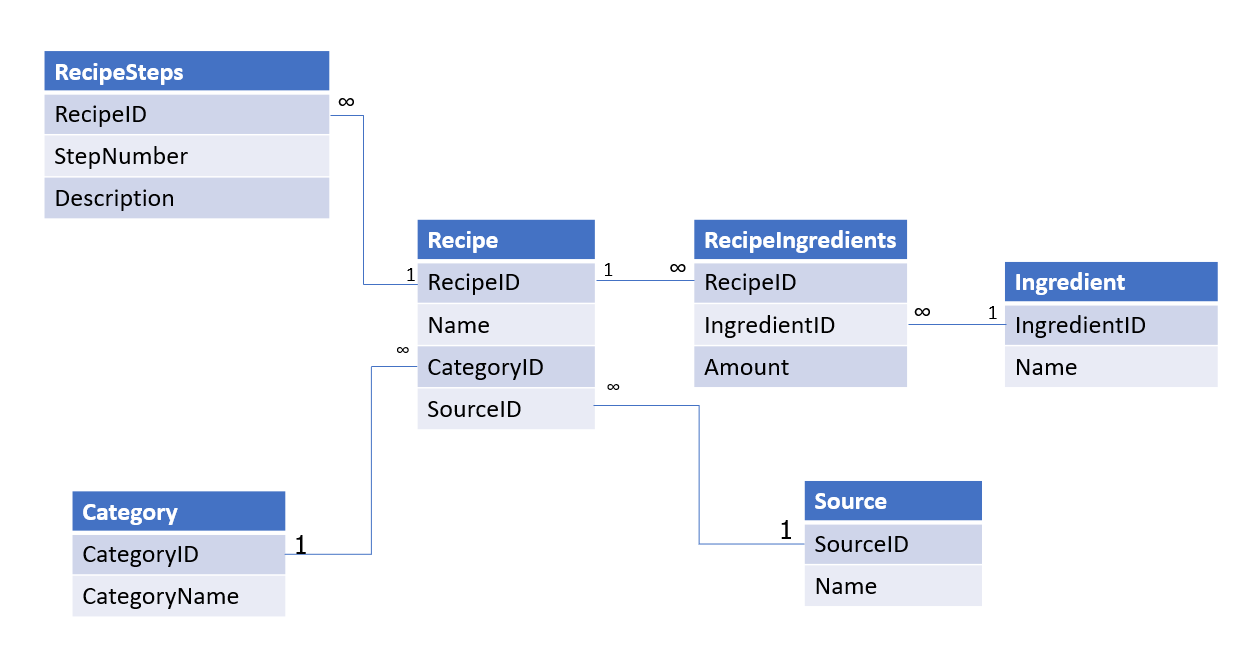 RecipeSteps
RecipeID
StepNumber
Description
∞
1
Recipe
RecipeID
Name
CategoryID
SourceID
1
∞
∞
∞
RecipeIngredients
RecipeID
IngredientID
Amount
∞
1
Ingredient
IngredientID
Name
Category
CategoryID
CategoryName
1
1
Source
SourceID
Name